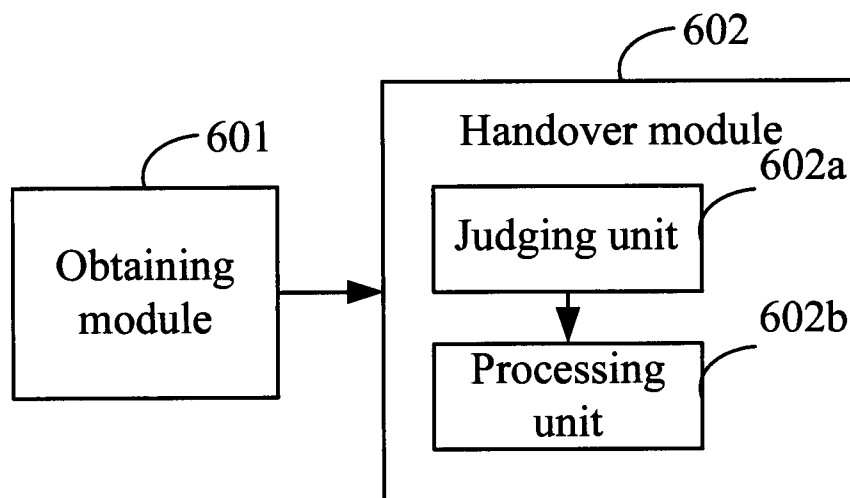 602
601
Handover module
602a
Judging unit
Obtaining
module
602b
Processing
unit